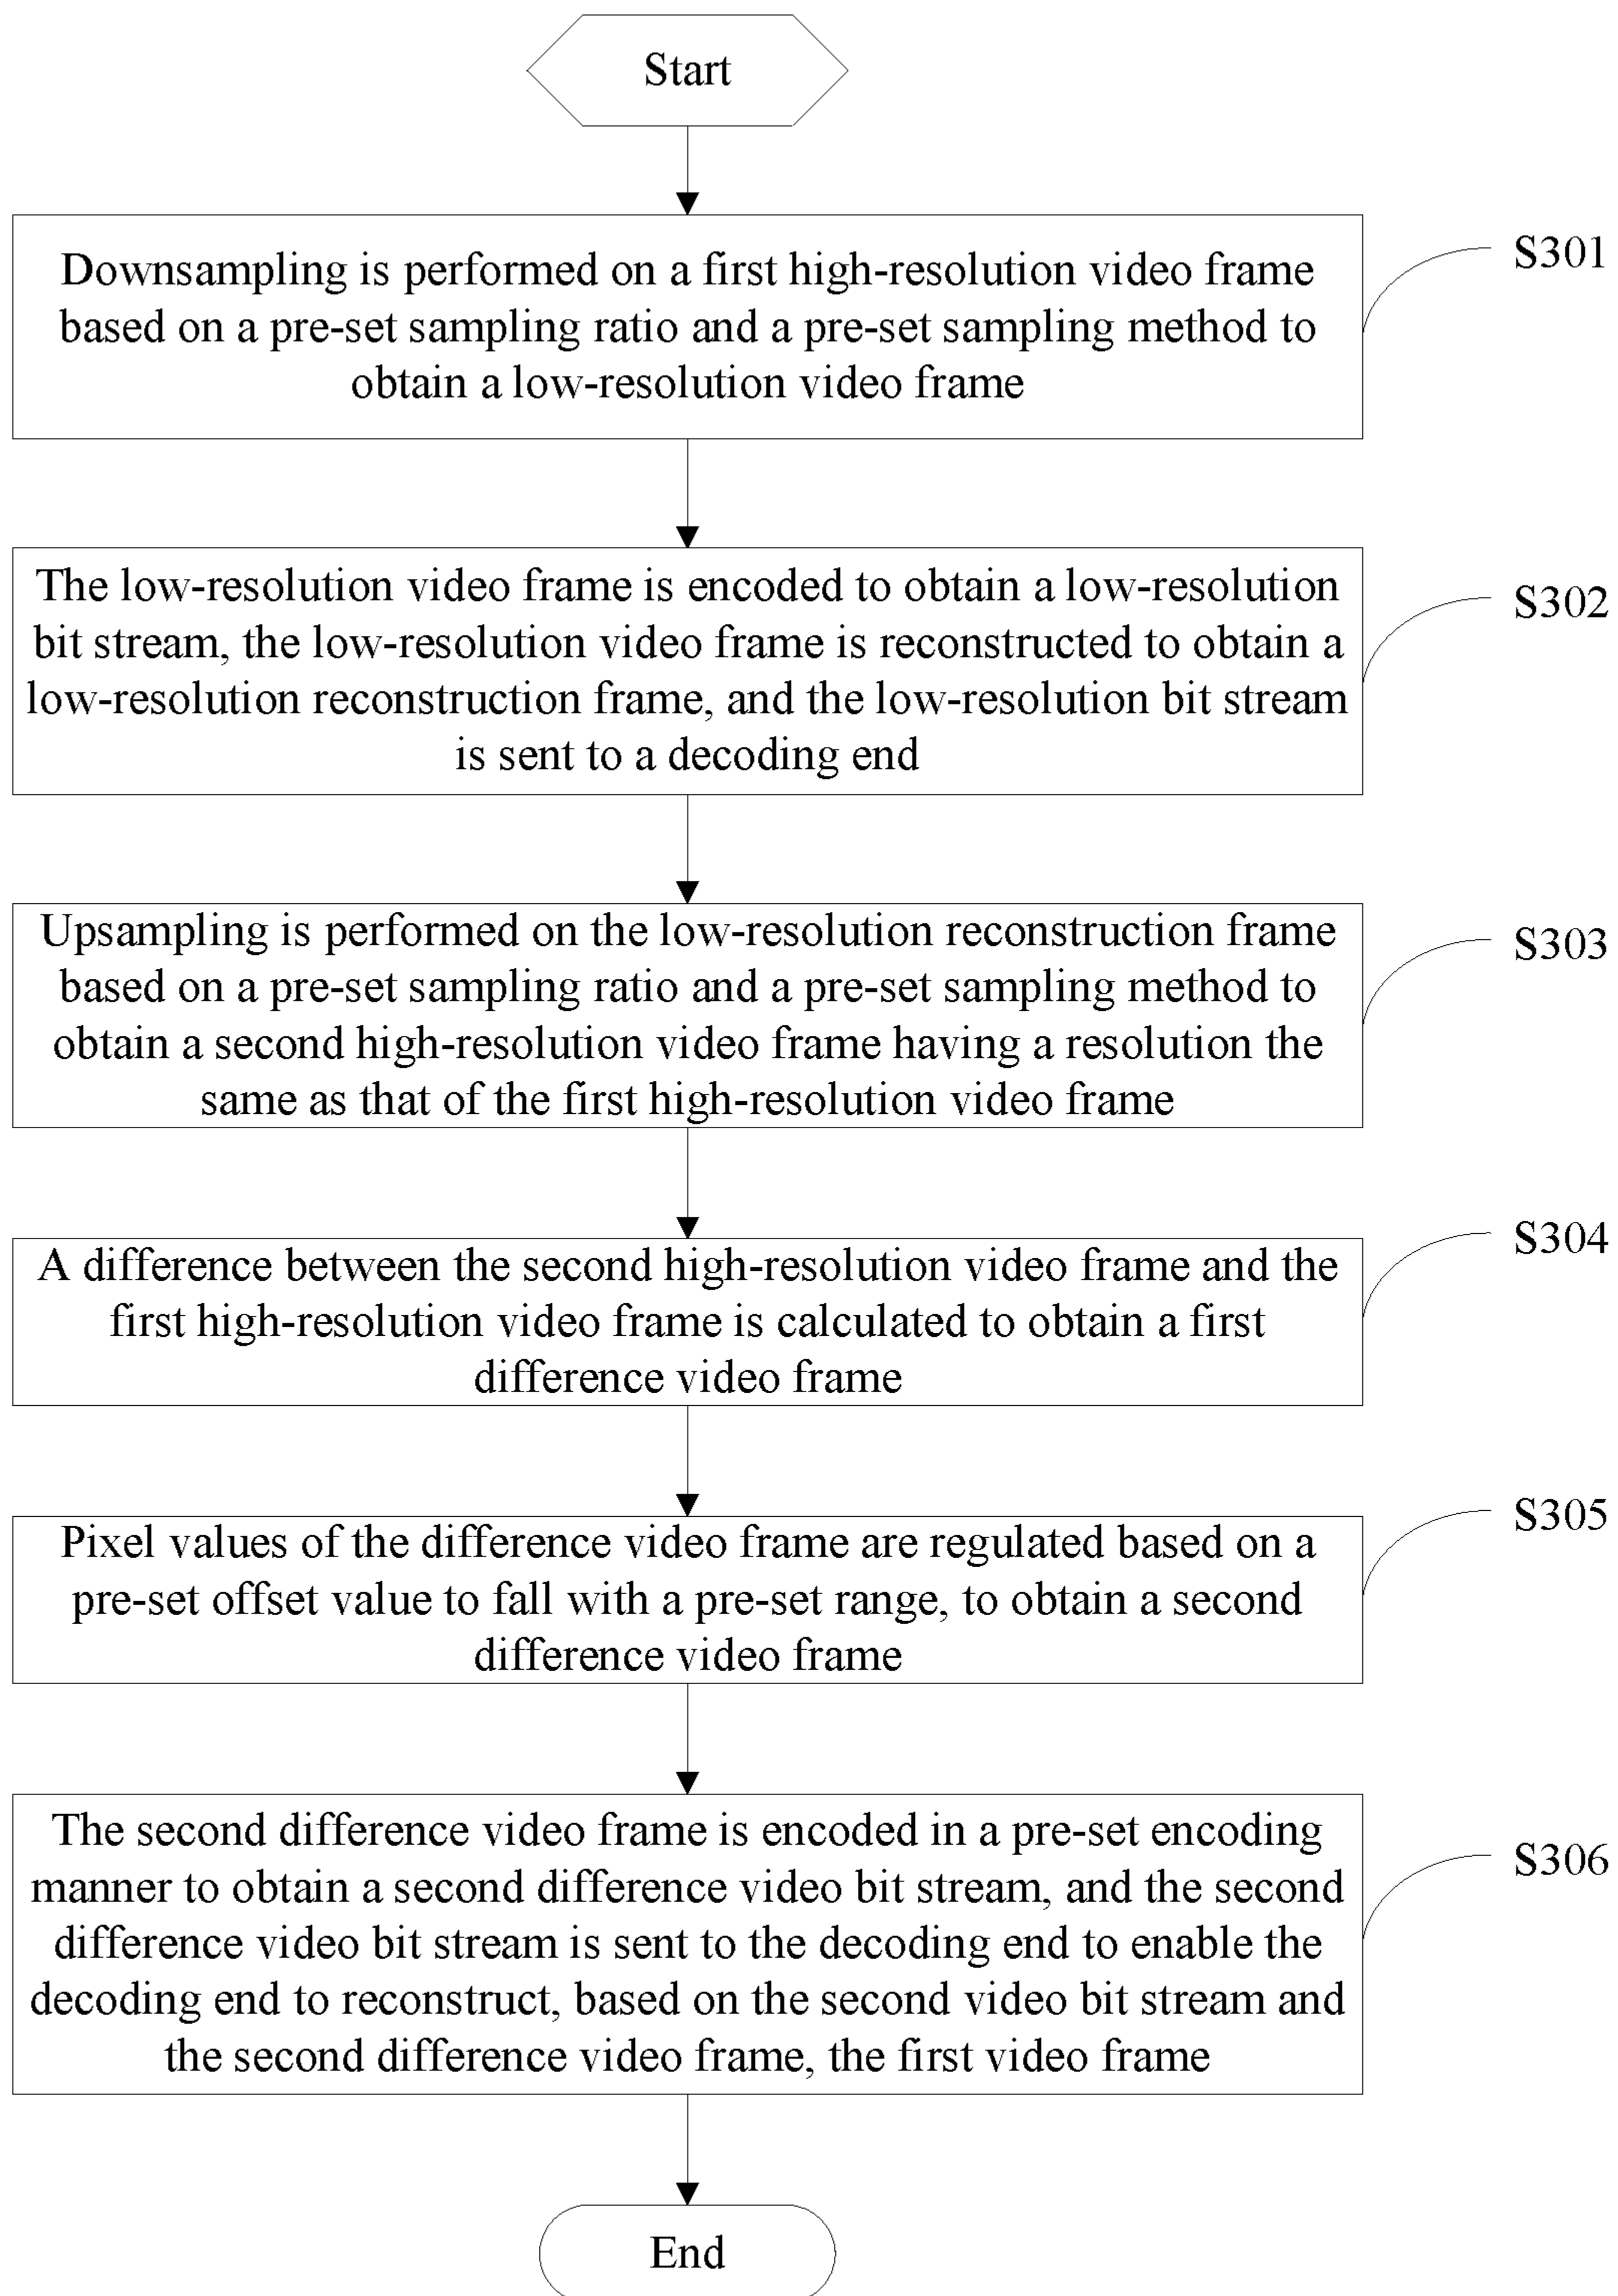 Start
Downsampling is performed on a first high-resolution video frame
based on a pre-set sampling ratio and a pre-set sampling method to
obtain a low-resolution video frame
S301
The low-resolution video frame is encoded to obtain a low-resolution
bit stream, the low-resolution video frame is reconstructed to obtain a
low-resolution reconstruction frame, and the low-resolution bit stream
is sent to a decoding end
S302
Upsampling is performed on the low-resolution reconstruction frame
based on a pre-set sampling ratio and a pre-set sampling method to
obtain a second high-resolution video frame having a resolution the
same as that of the first high-resolution video frame
S303
A difference between the second high-resolution video frame and the
first high-resolution video frame is calculated to obtain a first
difference video frame
S304
Pixel values of the difference video frame are regulated based on a
pre-set offset value to fall with a pre-set range, to obtain a second
difference video frame
S305
The second difference video frame is encoded in a pre-set encoding
manner to obtain a second difference video bit stream, and the second
difference video bit stream is sent to the decoding end to enable the
decoding end to reconstruct, based on the second video bit stream and
the second difference video frame, the first video frame
S306
End